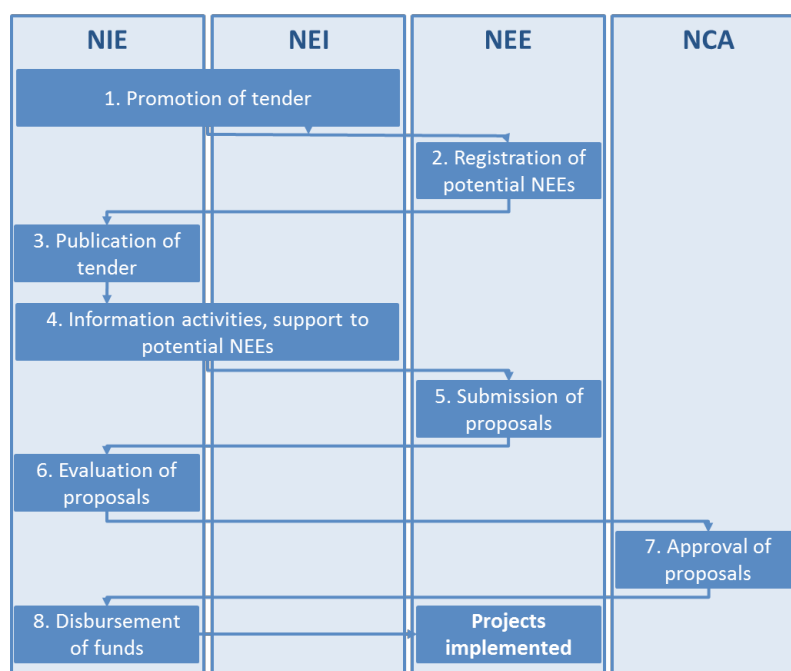 NIE NEI NEE NCA
1. Promotion of tender
2. Registration of
potential NEEs
3. Publication of
tender
4. Information activities, support to
potential NEEs
5. Submission of
proposals
6. Evaluation of
proposals
7. Approval of
proposals
8. Disbursement
of funds
Projects
implemented